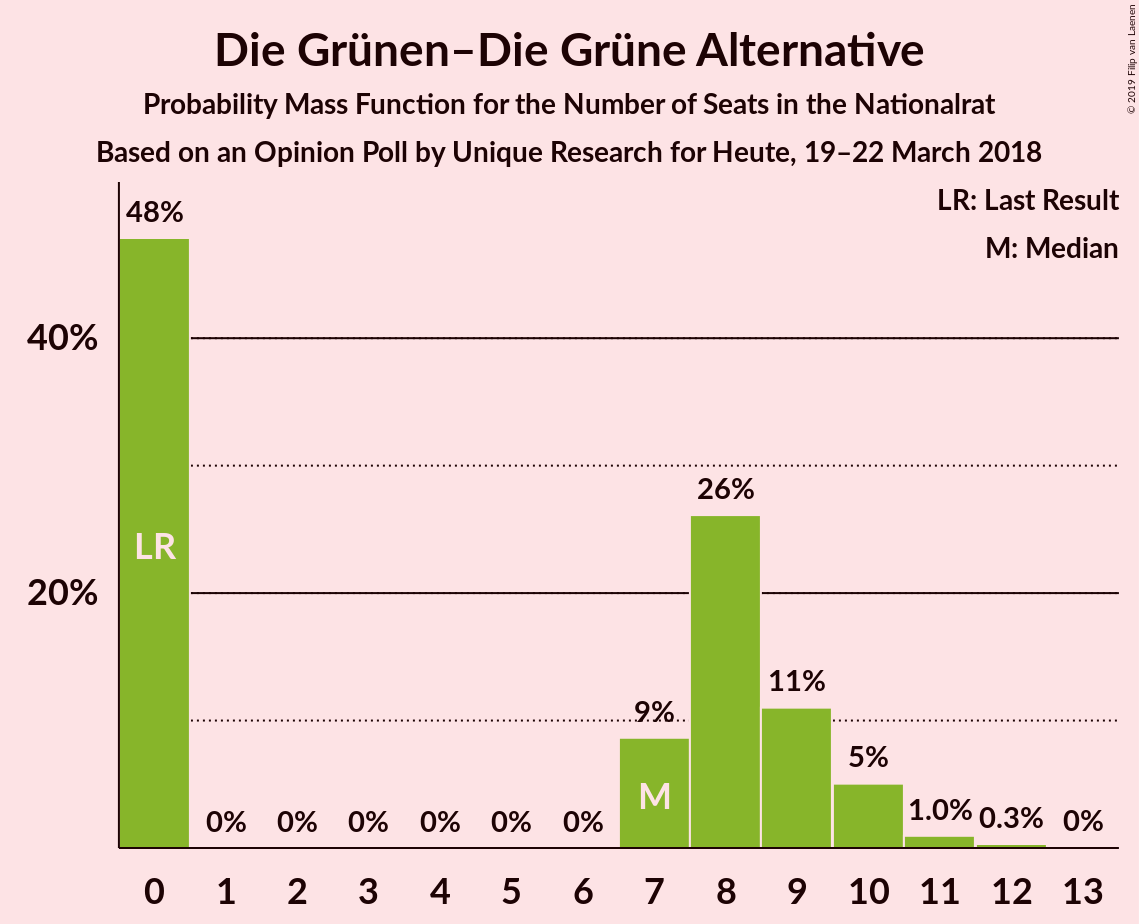 Die Grünen–Die Grüne Alternative
Probability Mass Function for the Number of Seats in the Nationalrat
Based on an Opinion Poll by Unique Research for Heute, 19–22 March 2018
© 2019 Filip van Laenen
LR: Last Result
M: Median
48%
40%
26%
LR
20%
11%
9%
5%
M
1.0%
0.3%
0% 0% 0% 0% 0% 0% 0%
0 1 2 3 4 5 6 7 8 9 10 11 12 13